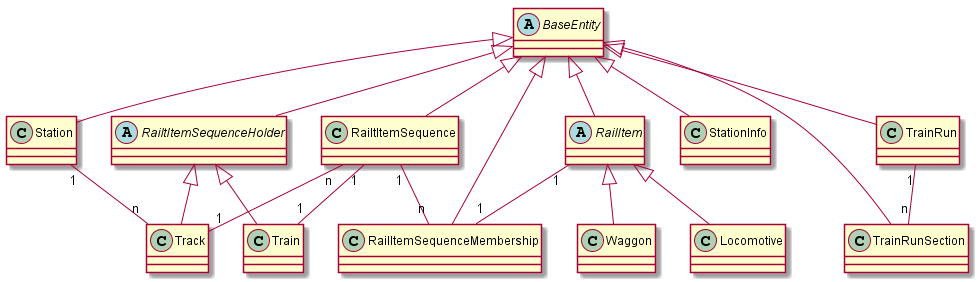 A BaseEntity
C Station
A RailtItemSequenceHolder
C RailtItemSequence
A RailItem
C StationInfo
C TrainRun
1
n
1
1
1
1
n
1
n
1
1
n
C Track
C Train
C RailItemSequenceMembership
C Waggon
C Locomotive
C TrainRunSection